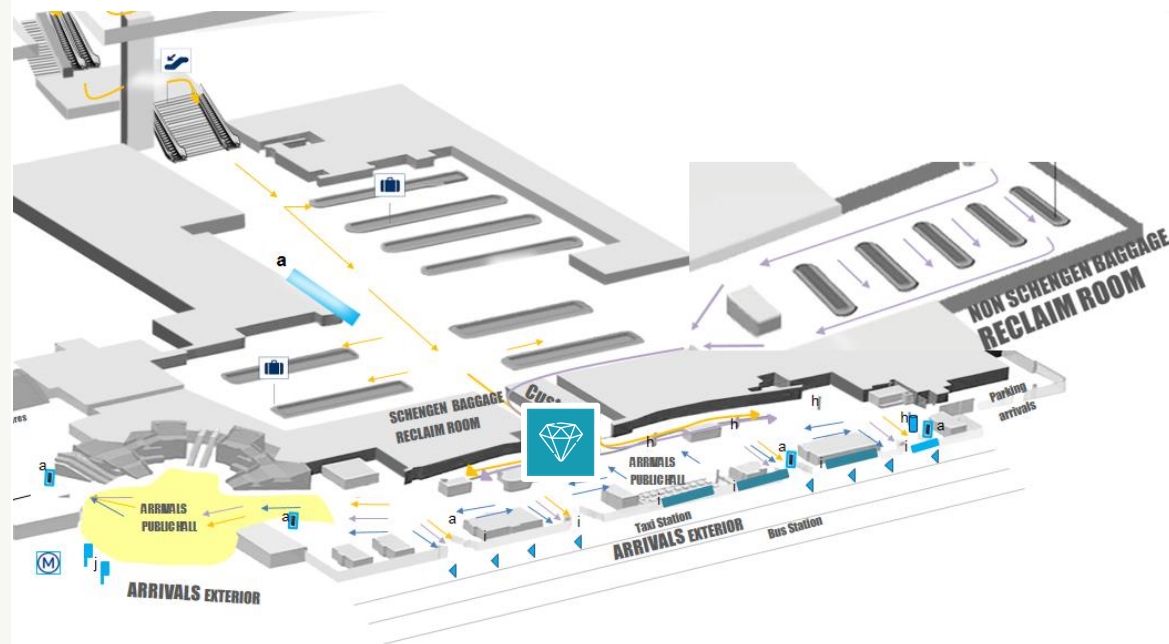 a
NON SCHENGEN BAGGAGE
RECLAIM ROOM
SCHENGEN BAGGAGE
RECLAIM ROOM
Parking
arrivals
h
h
a
h
h
ARRIVALS
PUBLIC HALL
a
i
i
i
i
a
ARRIVALS
PUBLIC HALL
a
a
i
i
Taxi Station
ARRIVALS EXTERIOR
Bus Station
M
j
ARRIVALS EXTERIOR